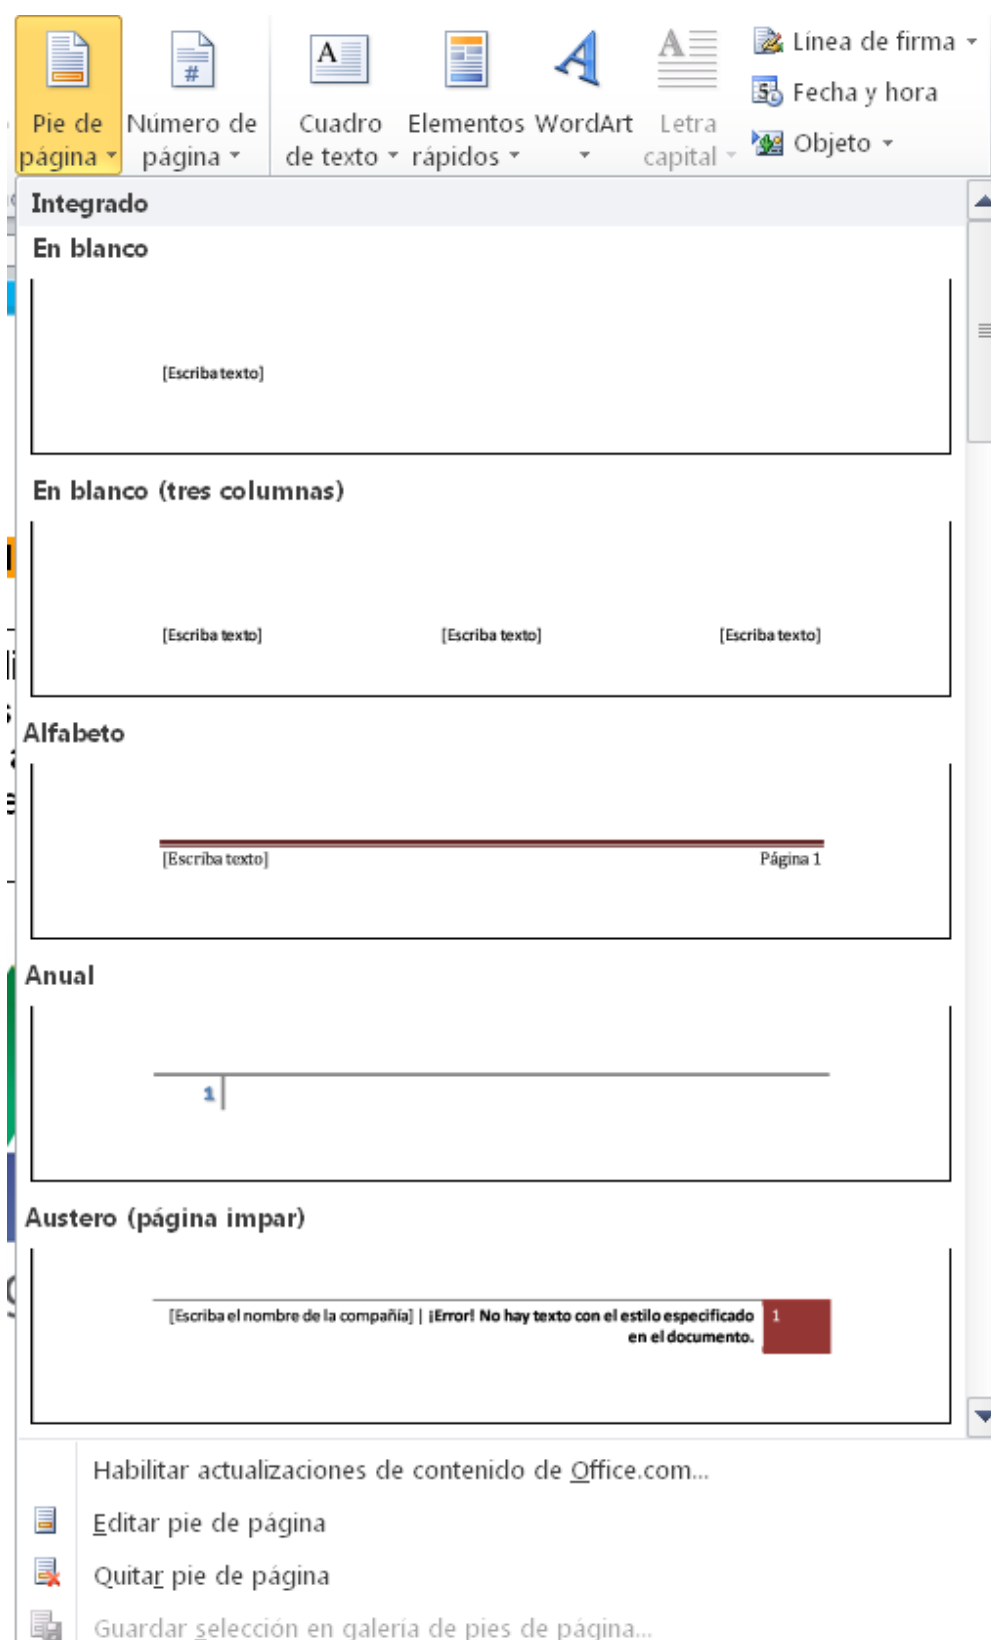 Pie de página
Número de página
Cuadro de texto
Elementos rápidos
WordArt
Letra capital
Línea de firma
Fecha y hora
Objeto
Integrado
En blanco
[Escriba texto]
En blanco (tres columnas)
[Escriba texto] [Escriba texto] [Escriba texto]
Alfabeto
[Escriba texto] Página 1
Anual
1
Austero (página impar)
[Escriba el nombre de la compañía] | ¡Error! No hay texto con el estilo especificado 1
en el documento.
Habilitar actualizaciones de contenido de Office.com...
Editar pie de página
Quitar pie de página
Guardar selección en galería de pies de página...